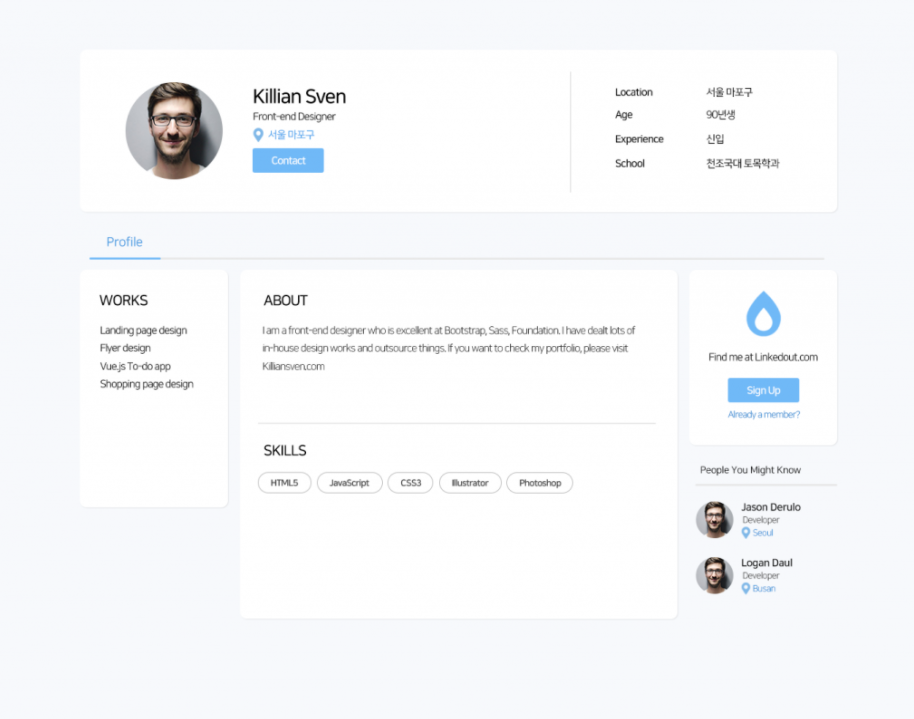 Killian Sven
Front-end Designer
서울 마포구
Contact
Location 서울 마포구
Age 90년생
Experience 신입
School 천조국대 토목학과
Profile
WORKS
Landing page design
Flyer design
Vue.js To-do app
Shopping page design
ABOUT
I am a front-end designer who is excellent at Bootstrap, Sass, Foundation. I have dealt lots of
in-house design works and outsource things. If you want to check my portfolio, please visit
Killiansven.com
SKILLS
HTML5 JavaScript CSS3 Illustrator Photoshop
Find me at Linkedout.com
Sign Up
Already a member?
People You Might Know
Jason Derulo
Developer
Seoul
Logan Daul
Developer
Busan